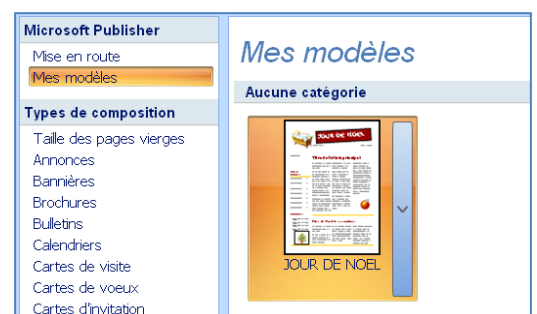 Microsoft Publisher
Mise en route
Mes modèles
Types de composition
Taille des pages vierges
Annonces
Bannières
Brochures
Bulletins
Calendriers
Cartes de visite
Cartes de voeux
Cartes d'invitation
Mes modèles
Aucune catégorie
JOUR DE NOEL
JOUR DE NOEL